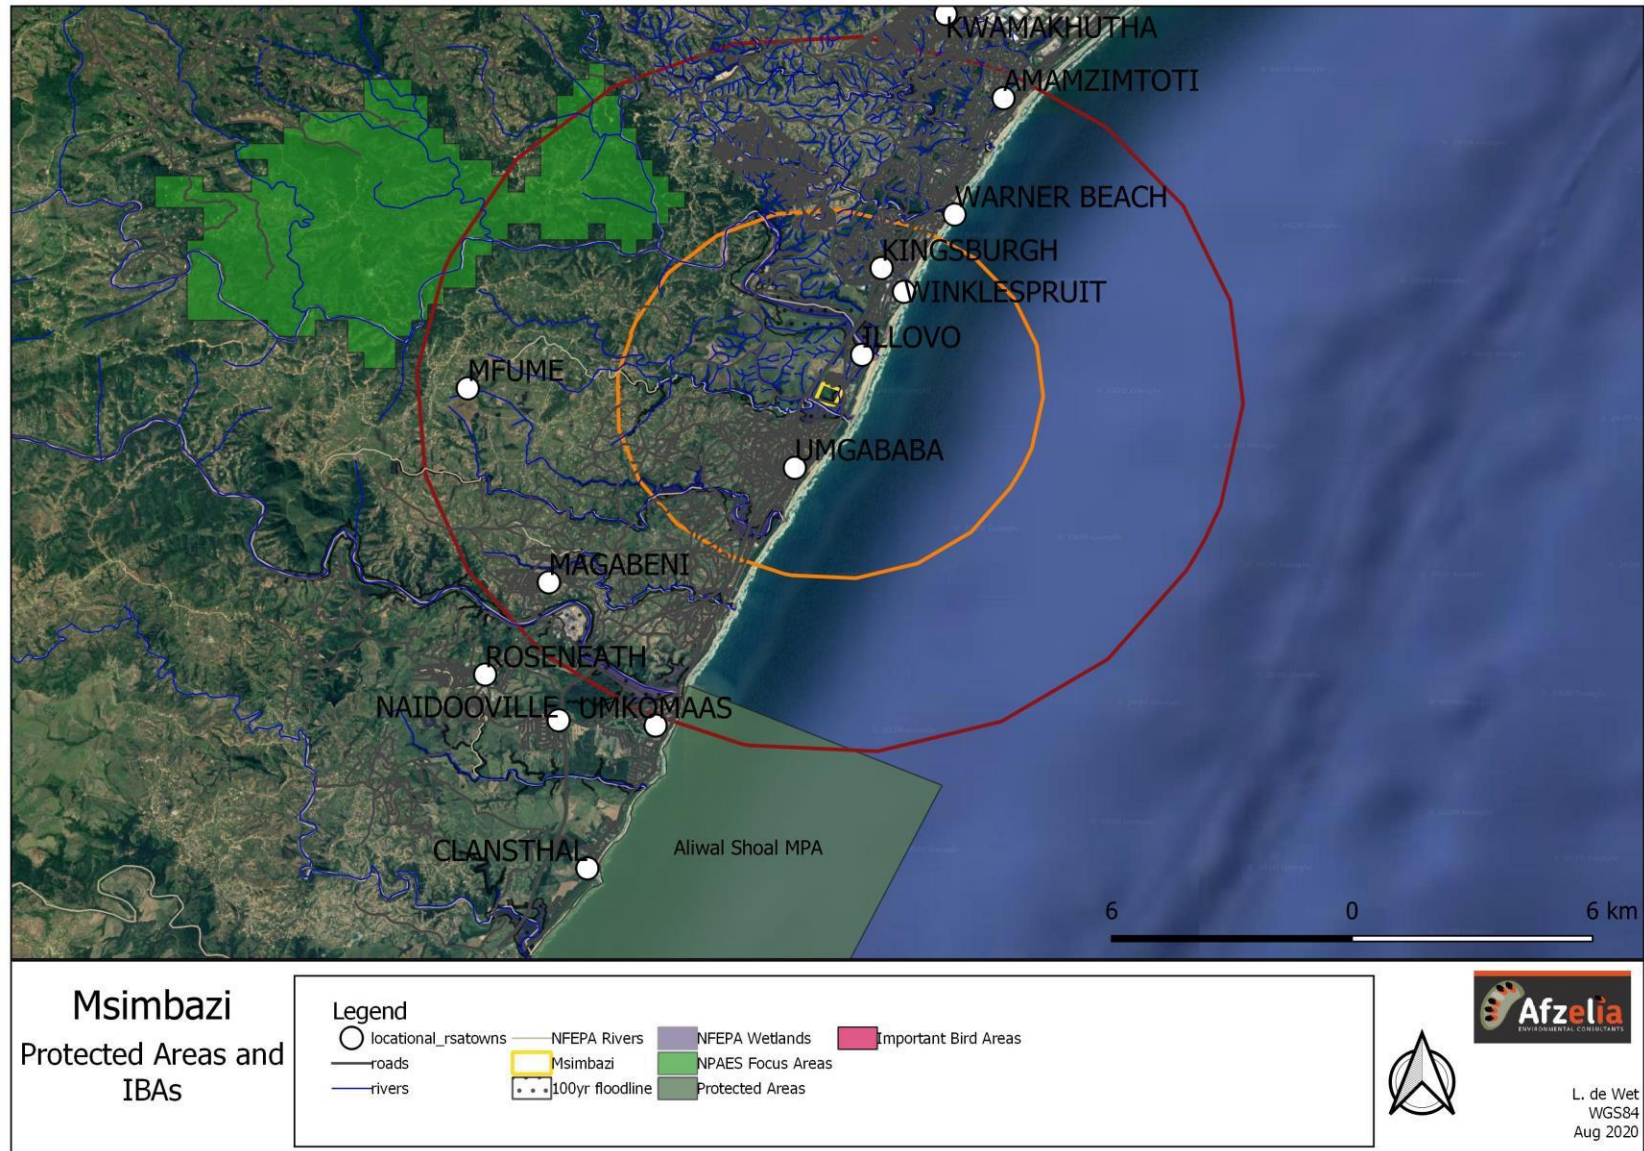 KWAMAKHUTHA
AMAMZIMTOTI
WARNER BEACH
KINGSBURGH
WINKLESPRUIT
ILLOVO
MFUME
UMGABABA
MAGABENI
ROSENEATH
NAIDOOVILLE
UMKOMAAS
Aliwal Shoal MPA
CLANSTHAL
6 0 6 km
Msimbazi
Protected Areas and
IBAs
Legend
locational_rsatowns
roads
rivers
NFEPA Rivers
Msimbazi
100yr floodline
NFEPA Wetlands
NPAES Focus Areas
Protected Areas
Important Bird Areas
Afzelia
ENVIRONMENTAL CONSULTANTS
L. de Wet
WGS84
Aug 2020